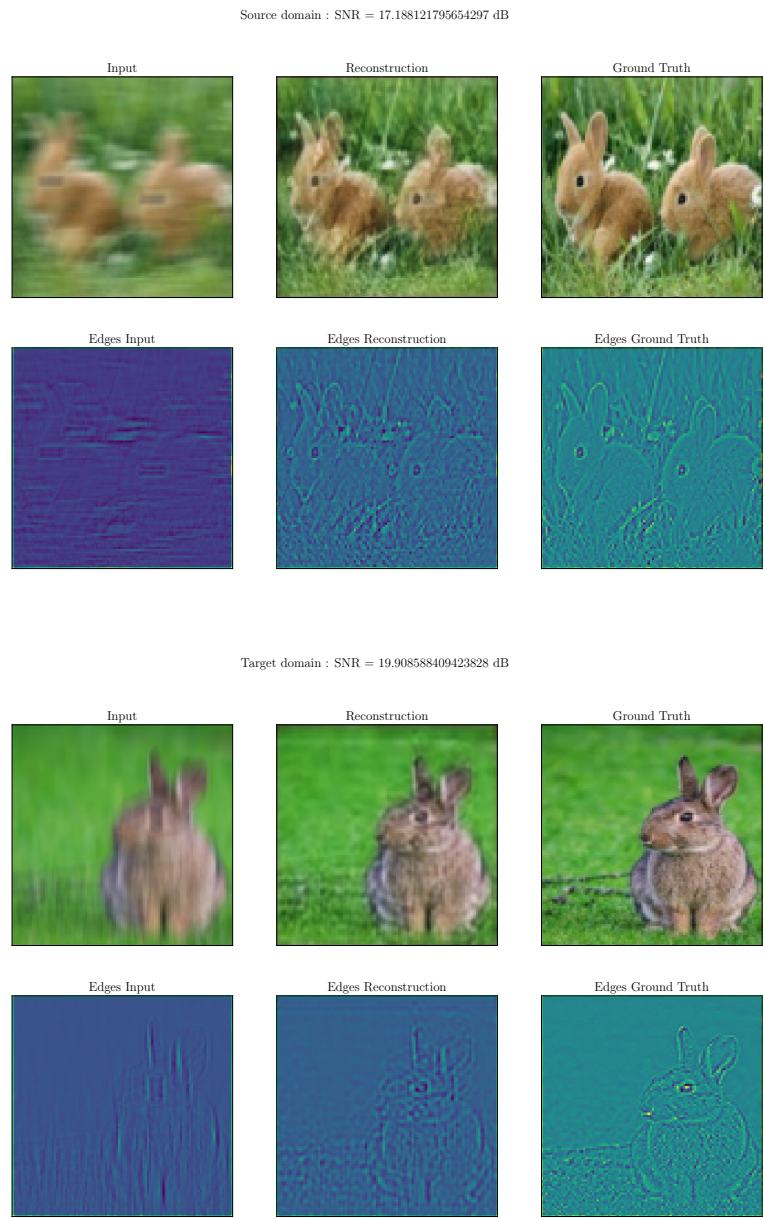 Source domain : SNR = 17.188121795654297 dB
Input
Reconstruction
Ground Truth
Edges Input
Edges Reconstruction
Edges Ground Truth
Target domain : SNR = 19.908588409423828 dB
Input
Reconstruction
Ground Truth
Edges Input
Edges Reconstruction
Edges Ground Truth